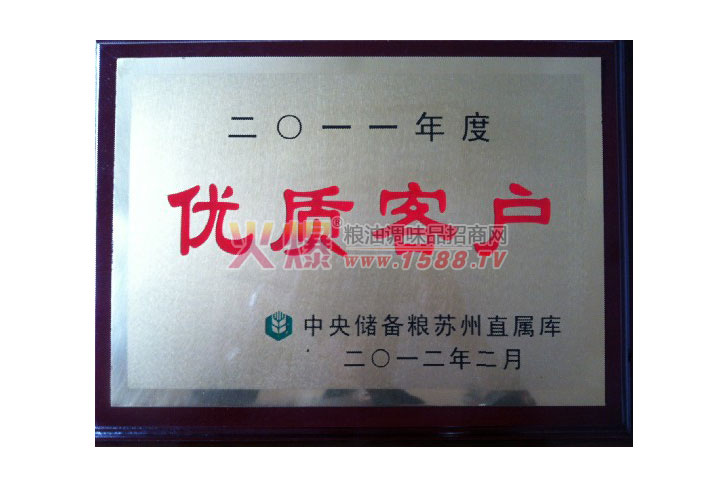 二〇一一年度
优质客户
火爆®粮油调味品招商网
www.1588.TV
中央储备粮苏州直属库
二〇一二年二月